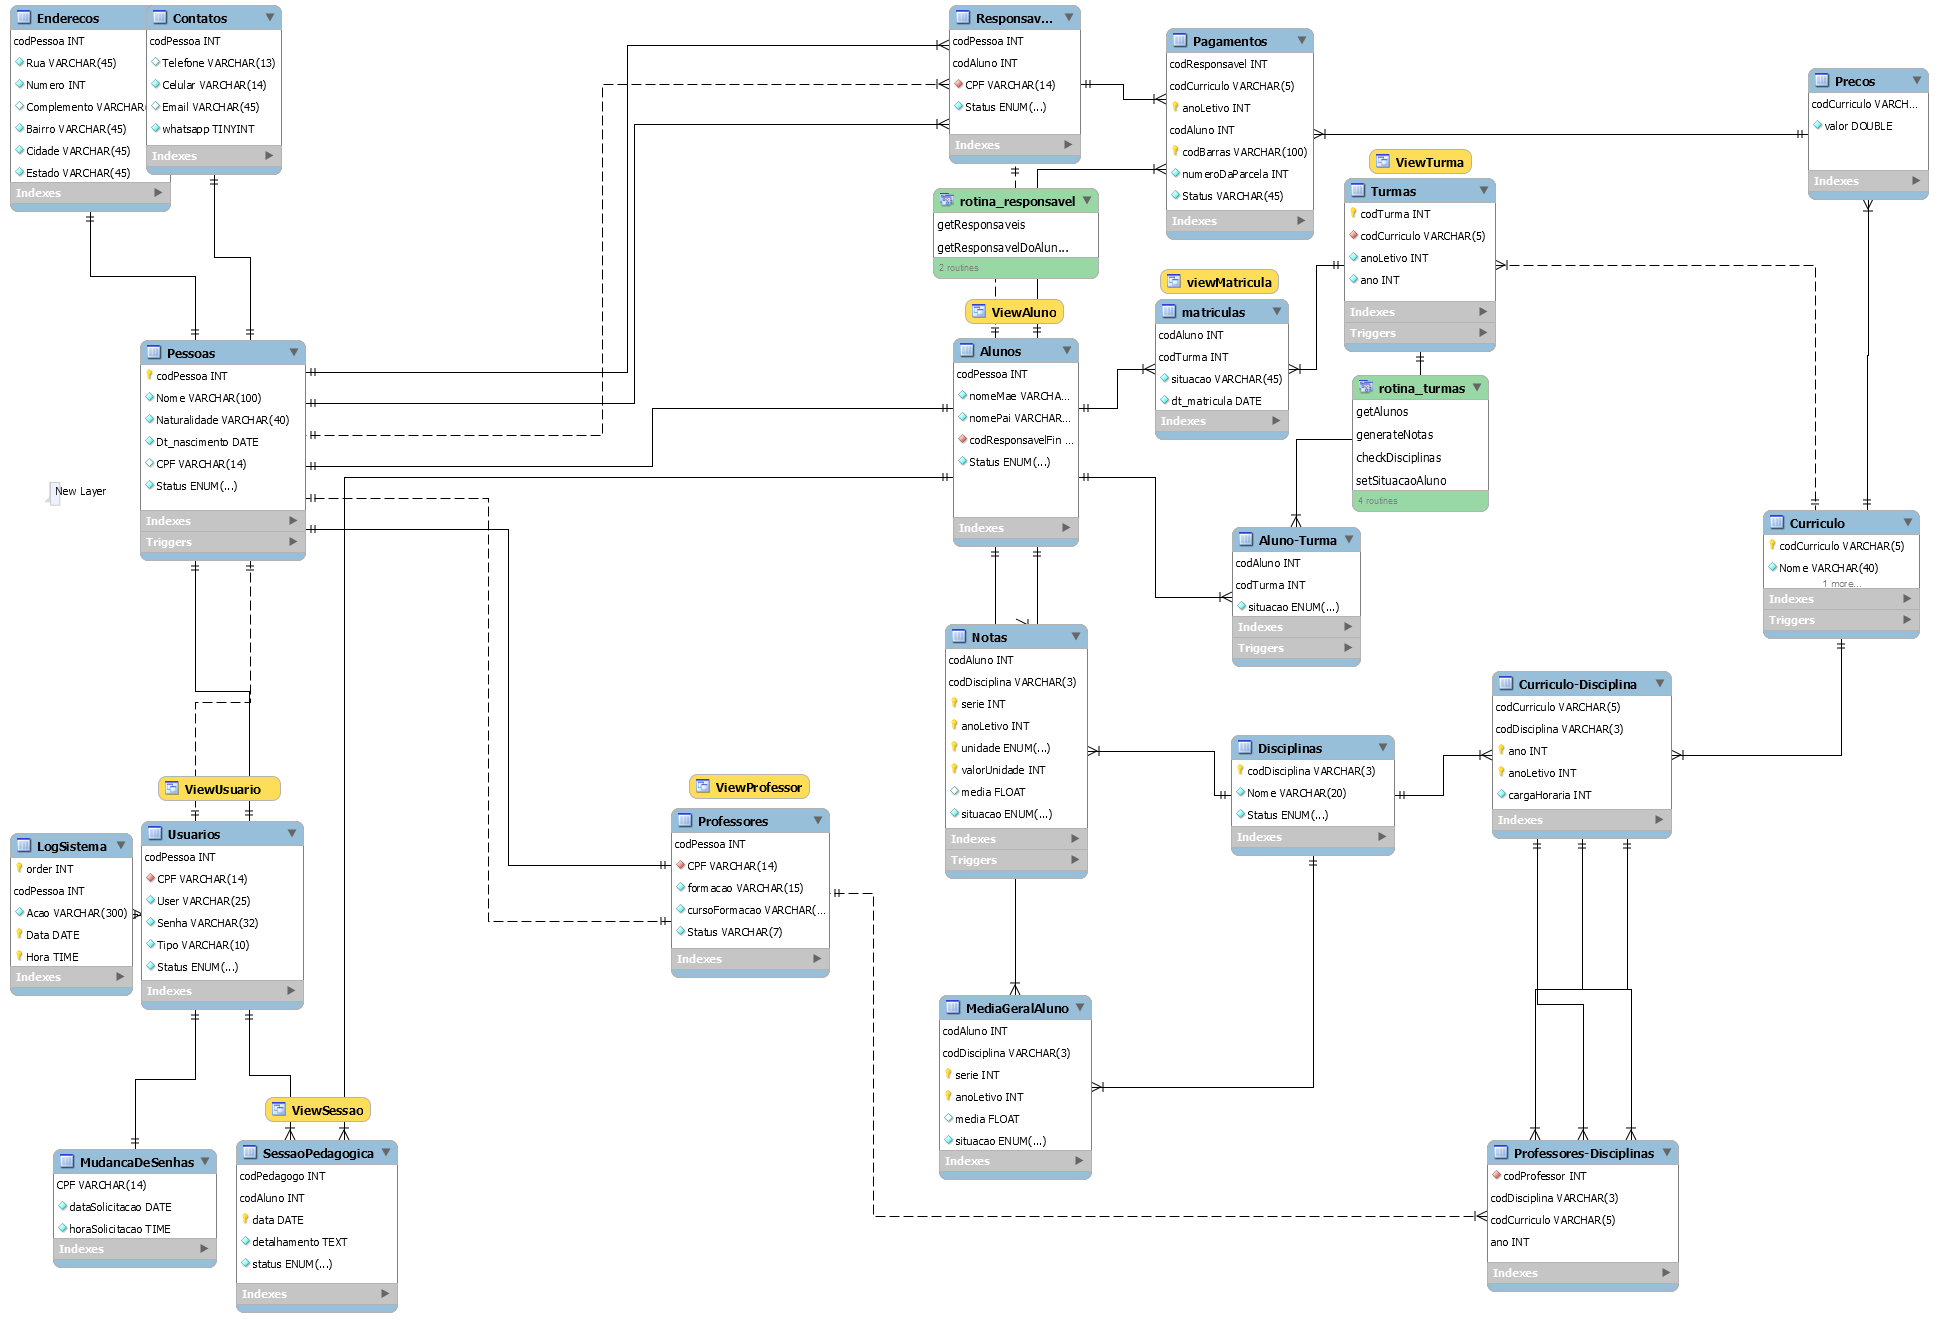 Enderecos
codPessoa INT
Rua VARCHAR(45)
Numero INT
Complemento VARCHAR
Bairro VARCHAR(45)
Cidade VARCHAR(45)
Estado VARCHAR(45)
Indexes
Contatos
codPessoa INT
Telefone VARCHAR(13)
Celular VARCHAR(14)
Email VARCHAR(45)
whatsapp TINYINT
Indexes
Responsav...
codPessoa INT
codAluno INT
CPF VARCHAR(14)
Status ENUM(...)
Indexes
Pagamentos
codResponsavel INT
codCurriculo VARCHAR(5)
anoLetivo INT
codAluno INT
codBarras VARCHAR(100)
numeroDaParcela INT
Status VARCHAR(45)
Indexes
Precos
codCurriculo VARCH...
valor DOUBLE
Indexes
ViewTurma
Turmas
codTurma INT
codCurriculo VARCHAR(5)
anoLetivo INT
ano INT
Indexes
Triggers
rotina_responsavel
getResponsaveis
getResponsavelDoAlun...
2 routines
viewMatricula
matriculas
codAluno INT
codTurma INT
situacao VARCHAR(45)
dt_matricula DATE
Indexes
ViewAluno
Alunos
codPessoa INT
nomeMae VARCHA...
nomePai VARCHAR...
codResponsavelFin ...
Status ENUM(...)
Indexes
Pessoas
codPessoa INT
Nome VARCHAR(100)
Naturalidade VARCHAR(40)
Dt_nascimento DATE
CPF VARCHAR(14)
Status ENUM(...)
Indexes
Triggers
New Layer
rotina_turmas
getAlunos
generateNotas
checkDisciplinas
setSituacaoAluno
4 routines
Aluno-Turma
codAluno INT
codTurma INT
situacao ENUM(...)
Indexes
Triggers
Curriculo
codCurriculo VARCHAR(5)
Nome VARCHAR(40)
1 more...
Indexes
Triggers
Notas
codAluno INT
codDisciplina VARCHAR(3)
serie INT
anoLetivo INT
unidade ENUM(...)
valorUnidade INT
media FLOAT
situacao ENUM(...)
Indexes
Triggers
Disciplinas
codDisciplina VARCHAR(3)
Nome VARCHAR(20)
Status ENUM(...)
Indexes
Curriculo-Disciplina
codCurriculo VARCHAR(5)
codDisciplina VARCHAR(3)
ano INT
anoLetivo INT
cargaHoraria INT
Indexes
ViewUsuario
Usuarios
codPessoa INT
CPF VARCHAR(14)
User VARCHAR(25)
Senha VARCHAR(32)
Tipo VARCHAR(10)
Status ENUM(...)
Indexes
LogSistema
order INT
codPessoa INT
Acao VARCHAR(300)
Data DATE
Hora TIME
Indexes
ViewProfessor
Professores
codPessoa INT
CPF VARCHAR(14)
formacao VARCHAR(15)
cursoFormacao VARCHAR(...
Status VARCHAR(7)
Indexes
MediaGeralAluno
codAluno INT
codDisciplina VARCHAR(3)
serie INT
anoLetivo INT
media FLOAT
situacao ENUM(...)
Indexes
MudancaDeSenhas
CPF VARCHAR(14)
dataSolicitacao DATE
horaSolicitacao TIME
Indexes
ViewSessao
SessaoPedagogica
codPedagogo INT
codAluno INT
data DATE
detalhamento TEXT
status ENUM(...)
Indexes
Professores-Disciplinas
codProfessor INT
codDisciplina VARCHAR(3)
codCurriculo VARCHAR(5)
ano INT
Indexes